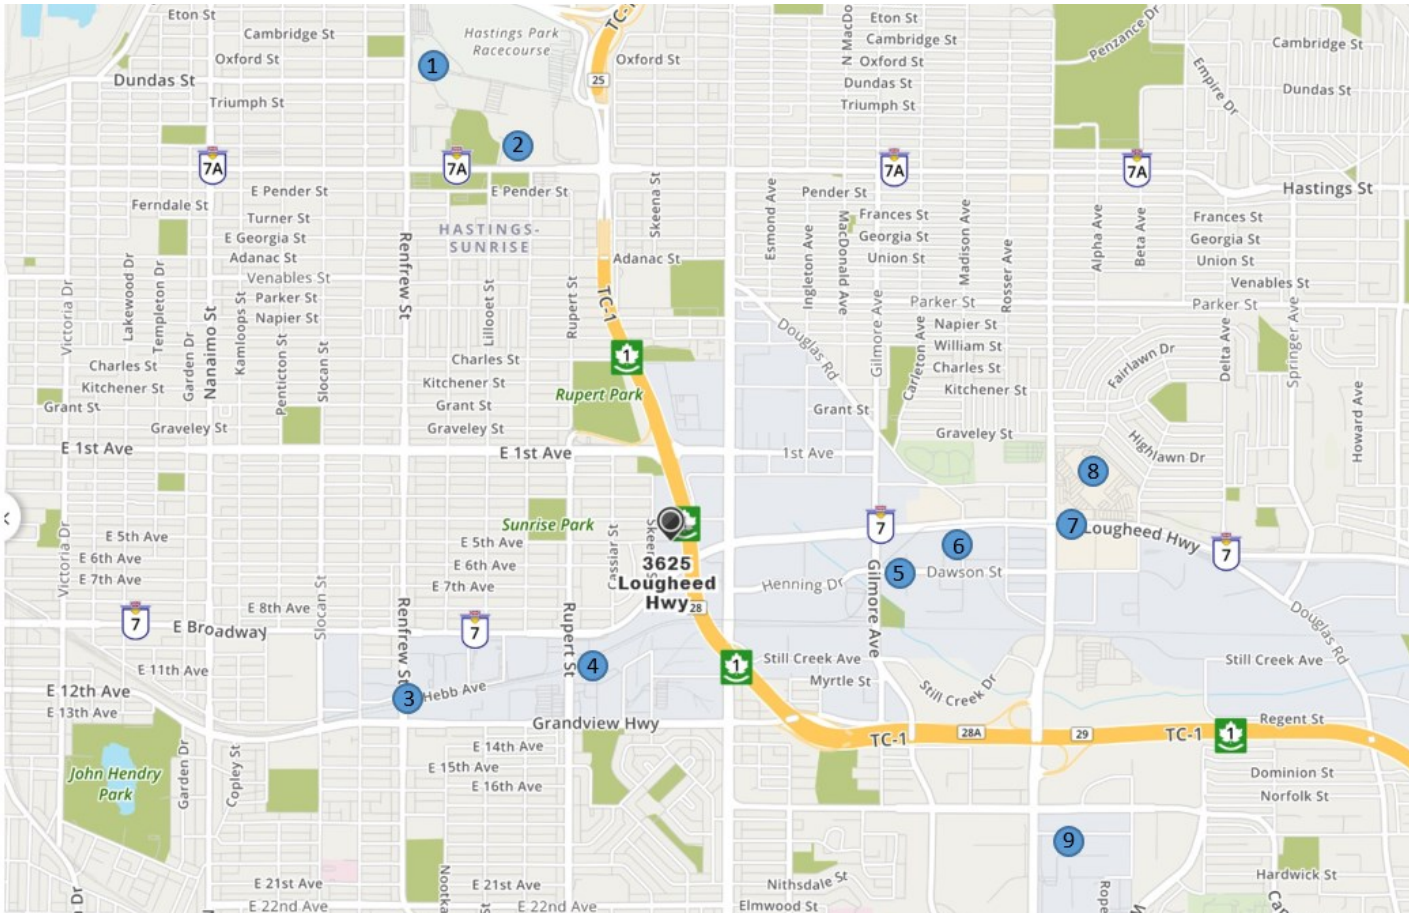 Eton St
Cambridge St
Oxford St
Dundas St
Triumph St
1
Hastings Park
Racecourse
TC-1
25
Oxford St
Eton St
Cambridge St
Oxford St
Dundas St
Triumph St
N MacDo
Penzance Dr
Empire Dr
Cambridge St
Dundas St
2
7A
7A
7A
7A
E Pender St
Ferndale St
Turner St
E Georgia St
Adanac St
Venables St
Parker St
Napier St
E Pender St
HASTINGS-
SUNRISE
Skeena St
Adanac St
Esmond Ave
Pender St
Frances St
Georgia St
Union St
Hastings St
Frances St
Georgia St
Union St
Venables St
Parker St
Ingleton Ave
MacDonald Ave
Madison Ave
Rosser Ave
Alpha Ave
Beta Ave
Victoria Dr
Lakewood Dr
Templeton Dr
Garden Dr
Nanaimo St
Kamloops St
Penticton St
Slocan St
Renfrew St
Lillooet St
Rupert St
TC-1
1
Charles St
Kitchener St
Grant St
Graveley St
E 1st Ave
Charles St
Kitchener St
Grant St
Graveley St
E 1st Ave
Rupert Park
Douglas Rd
Gilmore Ave
Carleton Ave
Parker St
Napier St
William St
Charles St
Kitchener St
Grant St
Graveley St
1st Ave
Fairlawn Dr
Highlawn Dr
Delta Ave
Springer Ave
Howard Ave
8
Sunrise Park
Cassiar St
3625
Lougheed
Hwy
28
7
7
Lougheed Hwy
7
6
5
Dawson St
Henning Dr
Gilmore Ave
E 5th Ave
E 6th Ave
E 7th Ave
E 8th Ave
E 5th Ave
E 6th Ave
E 7th Ave
Victoria Dr
Slocan St
7
E Broadway
7
Renfrew St
Rupert St
4
3
Hebb Ave
E 11th Ave
E 12th Ave
E 13th Ave
1
Still Creek Ave
Myrtle St
Still Creek Dr
Still Creek Ave
Douglas Rd
Grandview Hwy
TC-1
28A
29
TC-1
1
Regent St
Dominion St
Norfolk St
E 14th Ave
E 15th Ave
E 16th Ave
John Hendry
Park
Garden Dr
Copley St
9
Hardwick St
E 21st Ave
E 22nd Ave
E 21st Ave
E 22nd Ave
Nootka
Nithsdale St
Elmwood St
Rope
Dr